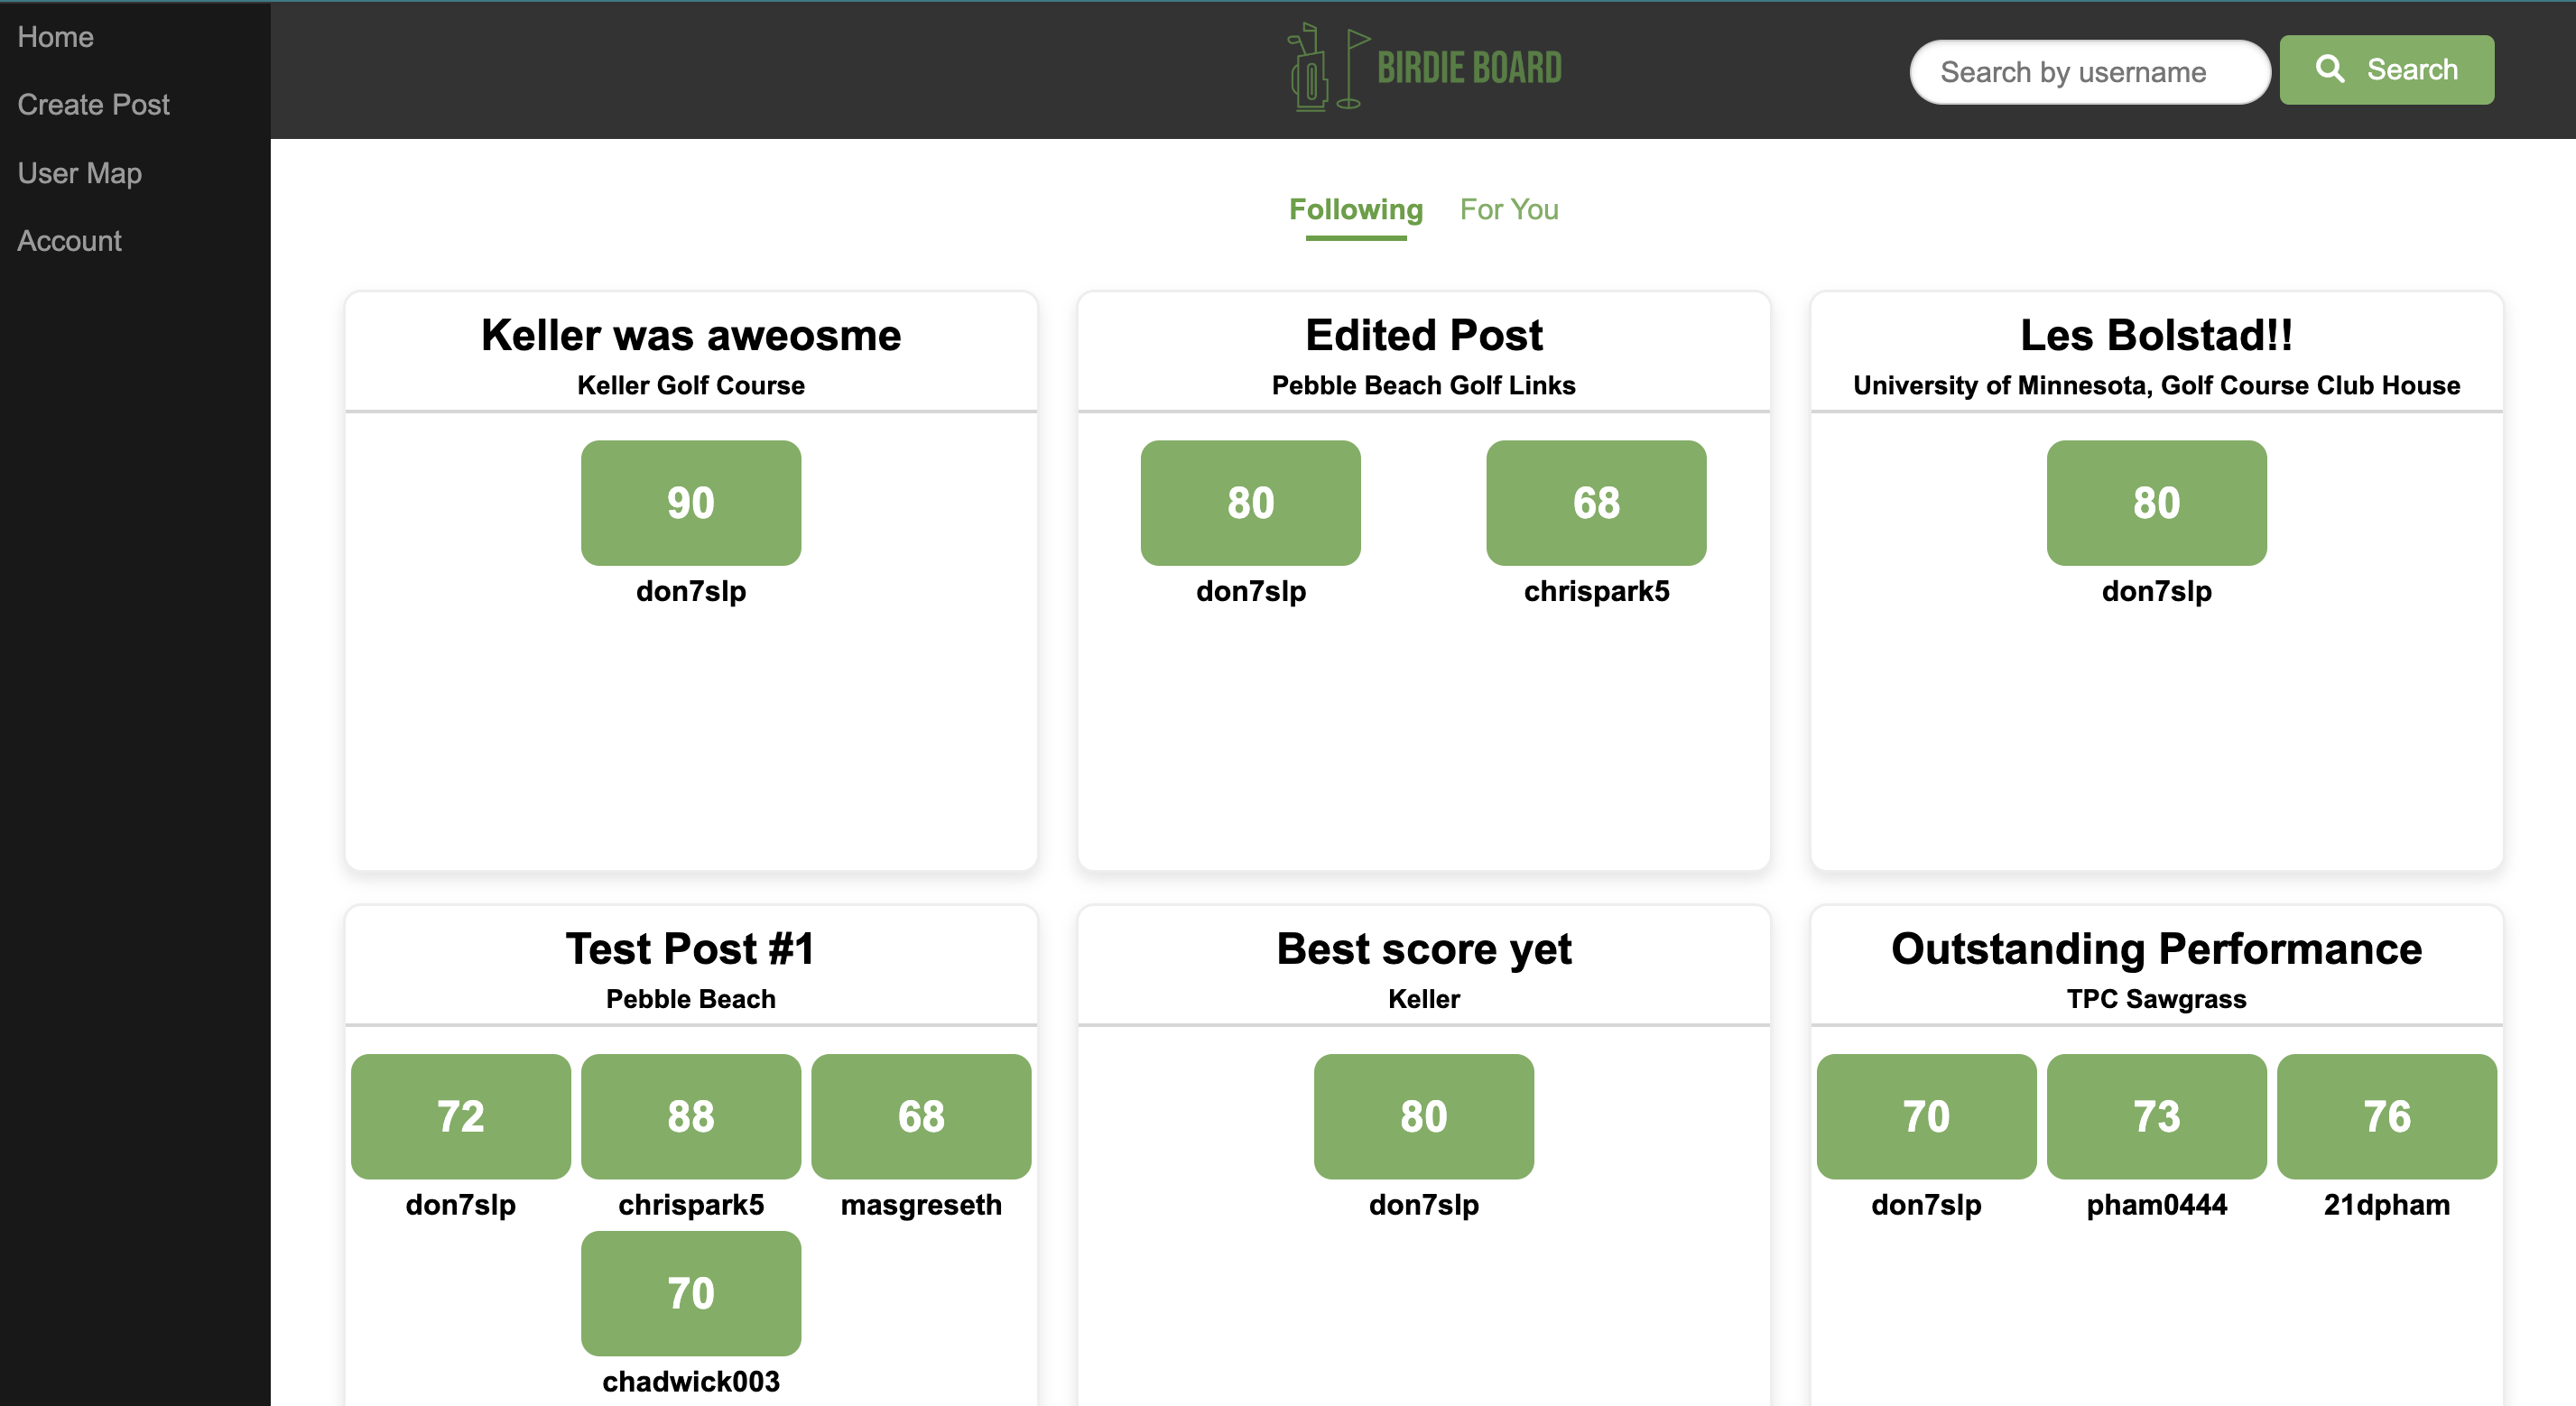 Home
Create Post
User Map
Account
BIRDIE BOARD
Search by username
Search
Following
For You
Keller was aweosme
Keller Golf Course
90
don7slp
Edited Post
Pebble Beach Golf Links
80
68
don7slp
chrispark5
Les Bolstad!!
University of Minnesota, Golf Course Club House
80
don7slp
Test Post #1
Pebble Beach
72
88
68
don7slp
chrispark5
masgreseth
70
chadwick003
Best score yet
Keller
80
don7slp
Outstanding Performance
TPC Sawgrass
70
73
76
don7slp
pham0444
21dpham